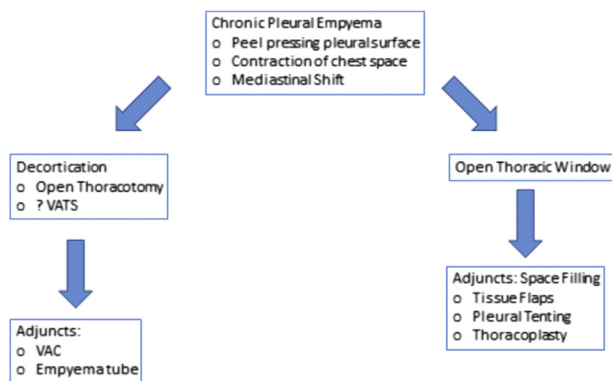 Chronic Pleural Empyema
o Peel pressing pleural surface
o Contraction of chest space
o Mediastinal Shift
Decortication
o Open Thoracotomy
o ? VATS
Adjuncts:
o VAC
o Empyema tube
Open Thoracic Window
Adjuncts: Space Filling
o Tissue Flaps
o Pleural Tenting
o Thoracoplasty